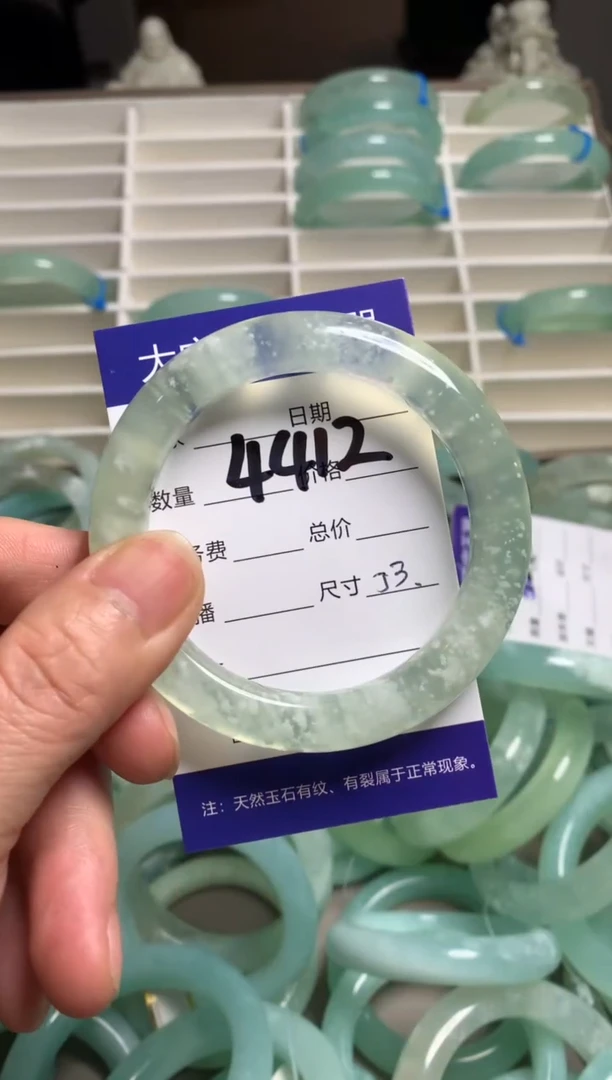 日期
4412
数量 价格
务费 总价
播 尺寸 53.
注：天然玉石有纹、有裂属于正常现象。